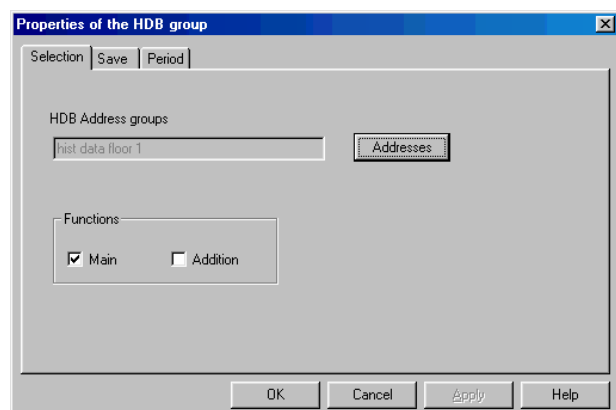 Properties of the HDB group
Selection Save Period
HDB Address groups
hist data floor 1 Addresses
Functions
Main Addition
OK Cancel Apply Help